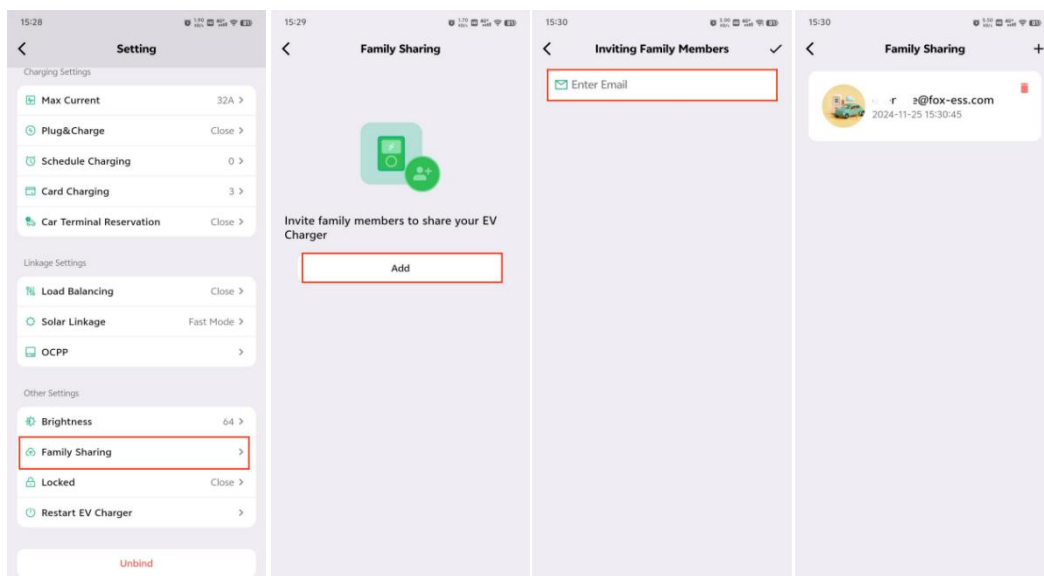 15:28
Setting
Charging Settings
Max Current 32A >
Plug&Charge Close >
Schedule Charging 0 >
Card Charging 3 >
Car Terminal Reservation Close >
Linkage Settings
Load Balancing Close >
Solar Linkage Fast Mode >
OCPP >
Other Settings
Brightness 64 >
Family Sharing >
Locked Close >
Restart EV Charger >
Unbind
15:29
Family Sharing
Invite family members to share your EV
Charger
Add
15:30
Inviting Family Members
Enter Email
15:30
Family Sharing +
e@fox-ess.com
2024-11-25 15:30:45